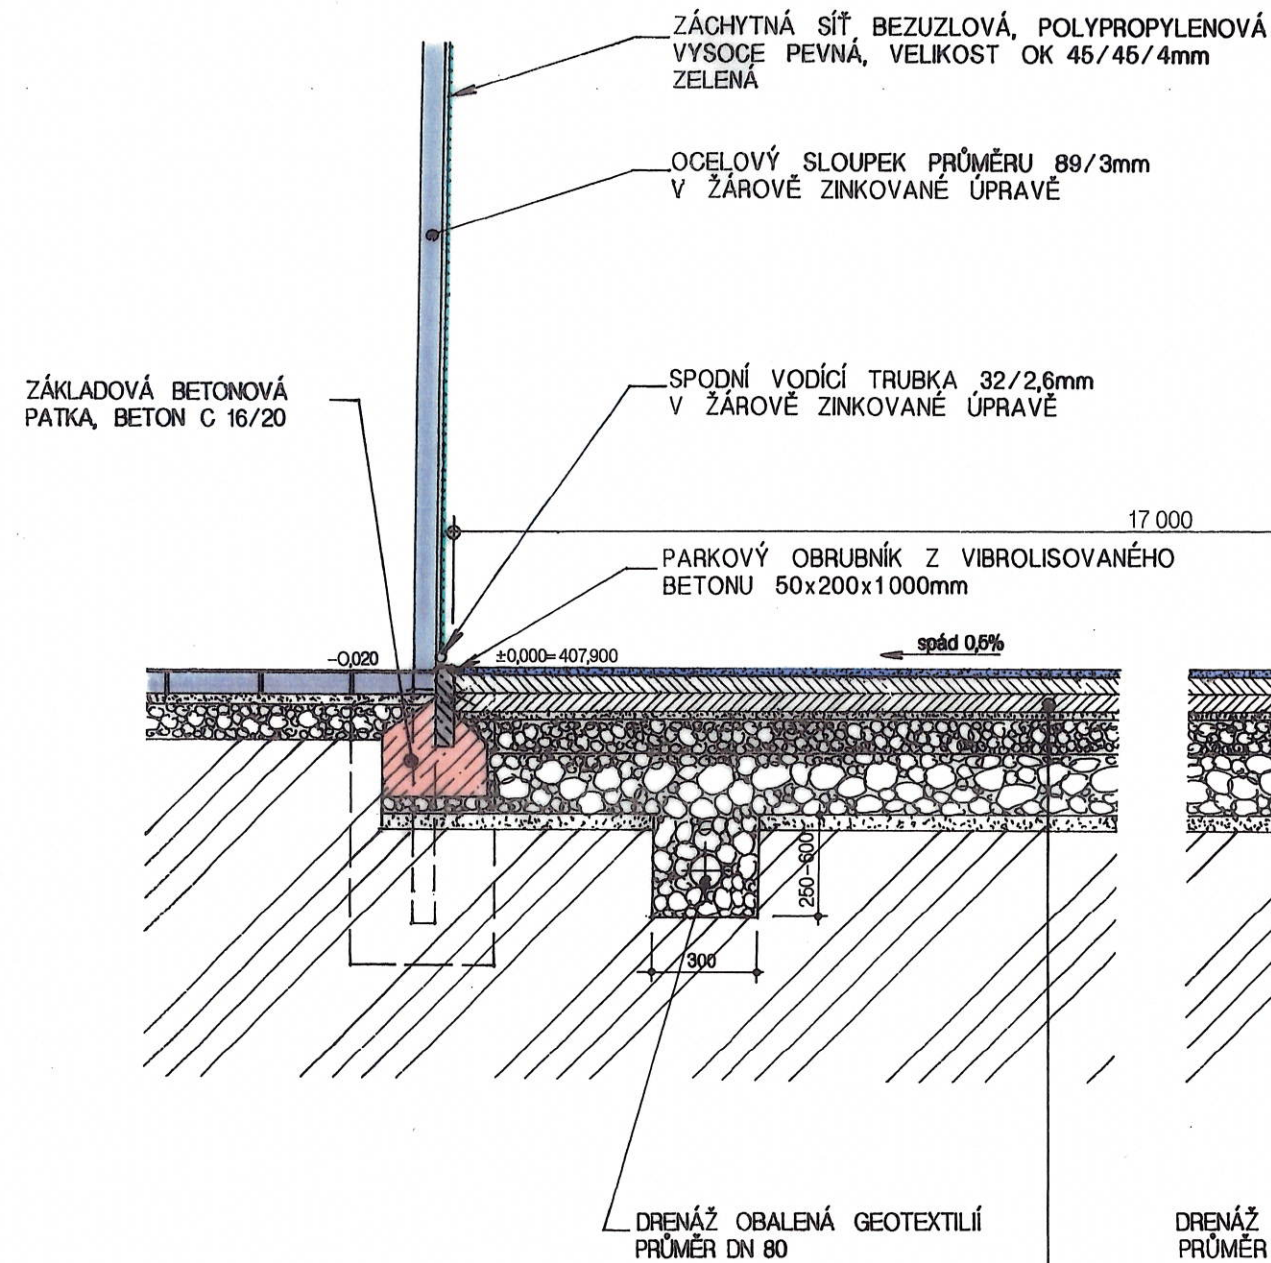 ZÁCHYTNÁ SÍŤ BEZUZLOVÁ, POLYPROPYLENOVÁ
VYSOCE PEVNÁ, VELIKOST OK 45/45/4mm
ZELENÁ
OCELOVÝ SLOUPEK PRŮMĚRU 89/3mm
V ŽÁROVĚ ZINKOVANÉ ÚPRAVĚ
SPODNÍ VODÍCÍ TRUBKA 32/2,6mm
V ŽÁROVĚ ZINKOVANÉ ÚPRAVĚ
ZÁKLADOVÁ BETONOVÁ
PATKA, BETON C 16/20
17 000
PARKOVÝ OBRUBNÍK Z VIBROLISOVANÉHO
BETONU 50x200x1000mm
spád 0,5%
-0,020
±0,000=407,900
250-600
300
DRENÁŽ OBALENÁ GEOTEXTILIÍ
PRŮMĚR DN 80
DRENÁŽ
PRŮMĚR